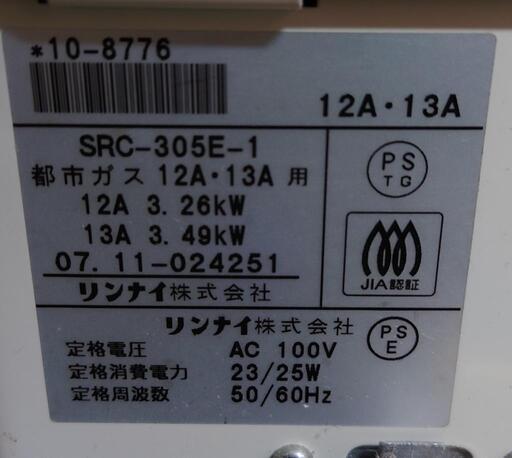 *10-8776
12A・13A
SRC-305E-1
都市ガス 12A・13A 用
12A 3.26kW
13A 3.49kW
07.11-024251
リンナイ株式会社
PS
TG
JIA認証
リンナイ株式会社
PS
E
定格電圧 AC 100V
定格消費電力 23/25W
定格周波数 50/60Hz